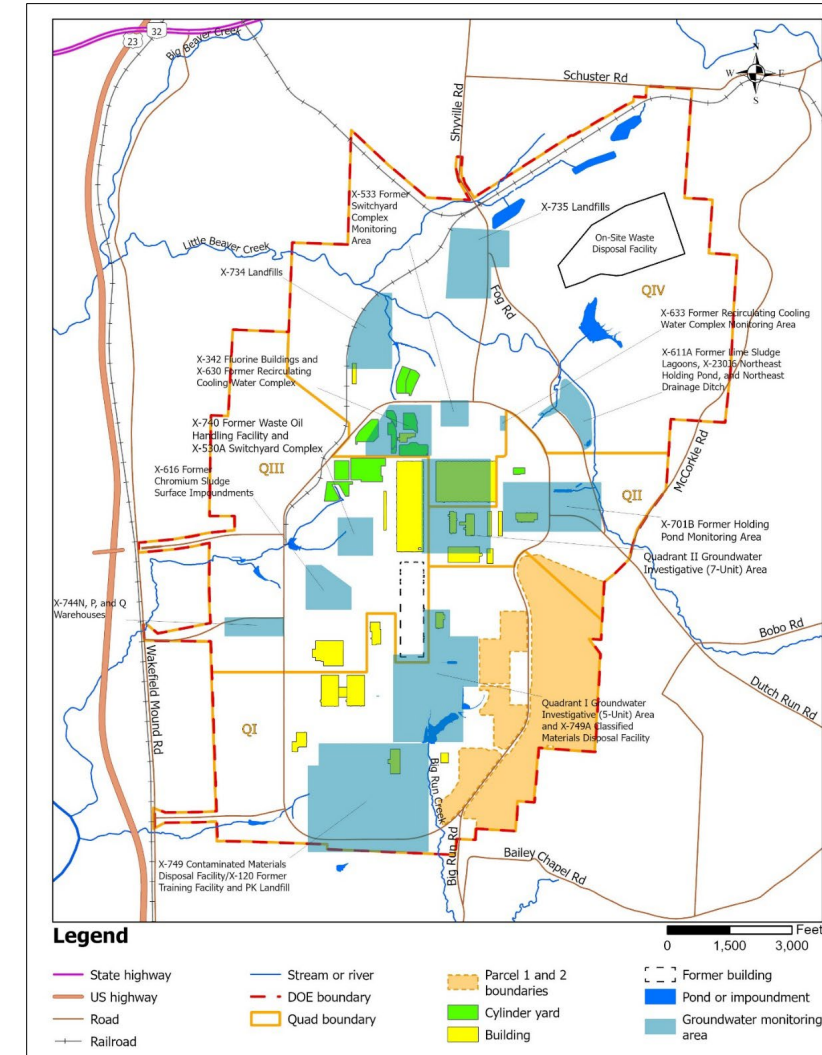 23
32
Big Beaver Creek
Schuster Rd
N
W
E
S
Shyville Rd
X-533 Former
Switchyard
Complex
Monitoring
Area
X-735 Landfills
On-Site Waste
Disposal Facility
Little Beaver Creek
X-734 Landfills
Fog Rd
QIV
X-633 Former Recirculating Cooling
Water Complex Monitoring Area
X-342 Fluorine Buildings and
X-630 Former Recirculating
Cooling Water Complex
X-611A Former Lime Sludge
Lagoons, X-230J6 Northeast
Holding Pond, and Northeast
Drainage Ditch
X-740 Former Waste Oil
Handling Facility and
X-530A Switchyard Complex
McCorkle Rd
QIII
X-616 Former
Chromium Sludge
Surface Impoundments
QII
X-701B Former Holding
Pond Monitoring Area
Quadrant II Groundwater
Investigative (7-Unit) Area
X-744N, P, and Q
Warehouses
Bobo Rd
Wakefield Mound Rd
Dutch Run Rd
Quadrant I Groundwater
Investigative (5-Unit) Area
and X-749A Classified
Materials Disposal Facility
QI
Big Run Creek
Big Run Rd
Bailey Chapel Rd
X-749 Contaminated Materials
Disposal Facility/X-120 Former
Training Facility and PK Landfill
Legend
Feet
0 1,500 3,000
State highway
US highway
Road
Railroad
Stream or river
DOE boundary
Quad boundary
Parcel 1 and 2
boundaries
Cylinder yard
Building
Former building
Pond or impoundment
Groundwater monitoring
area